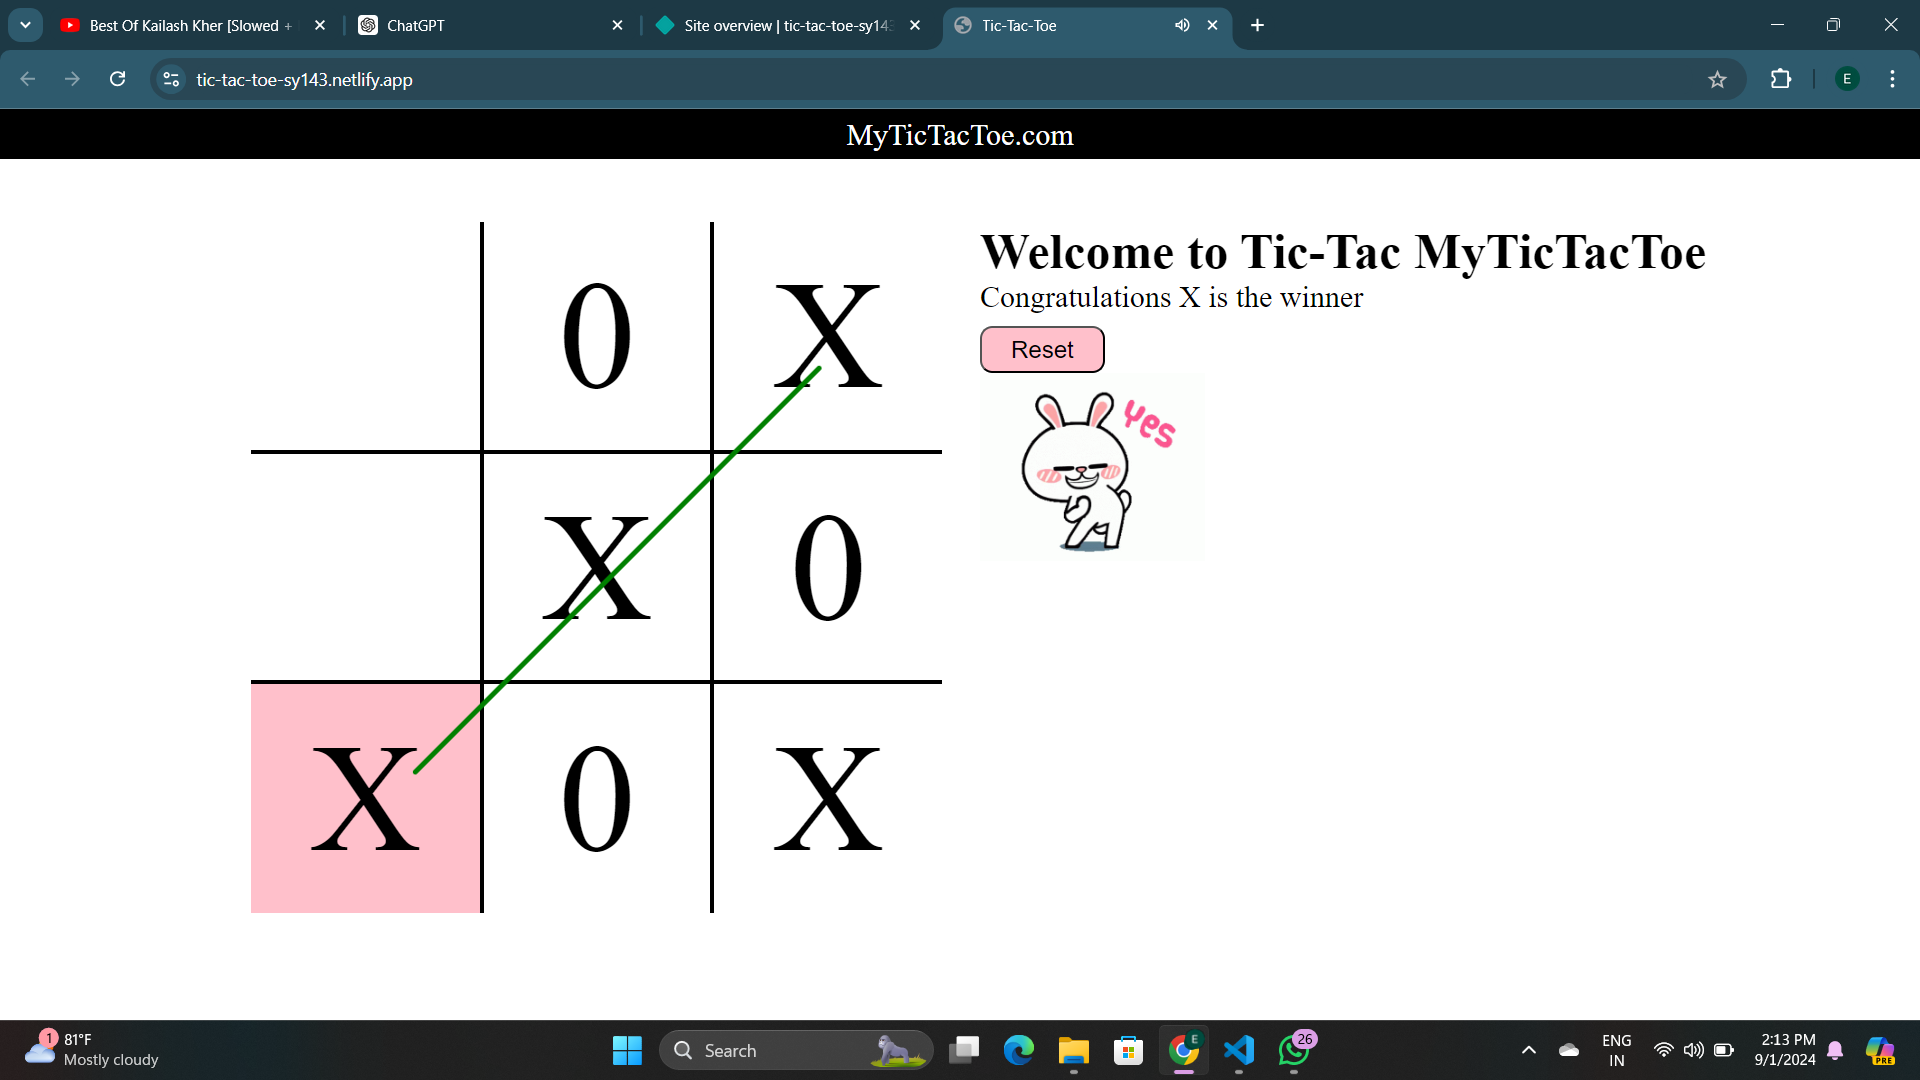 Best Of Kailash Kher [Slowed +
ChatGPT
Site overview | tic-tac-toe-sy143
Tic-Tac-Toe
tic-tac-toe-sy143.netlify.app
E
MyTicTacToe.com
0 X
X 0
X 0 X
Welcome to Tic-Tac MyTicTacToe
Congratulations X is the winner
Reset
YES
1
81°F
Mostly cloudy
Search
E
26
ENG
IN
2:13 PM
9/1/2024
PRE